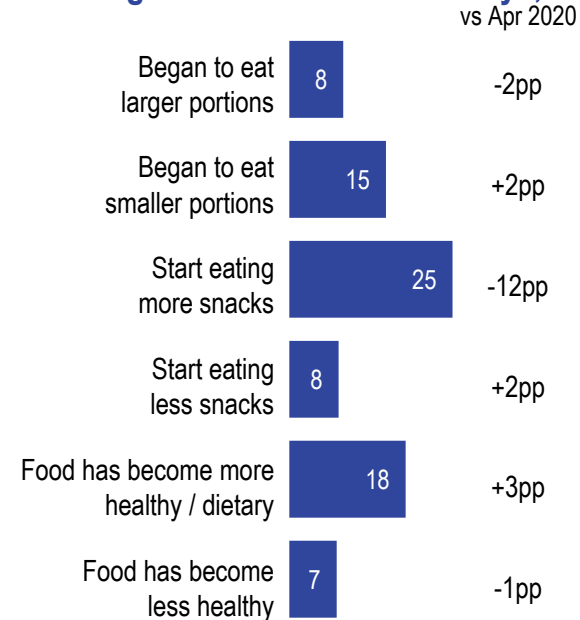 vs Apr 2020
Began to eat
larger portions
8
-2pp
Began to eat
smaller portions
15
+2pp
Start eating
more snacks
25
-12pp
Start eating
less snacks
8
+2pp
Food has become more
healthy / dietary
18
+3pp
Food has become
less healthy
7
-1pp